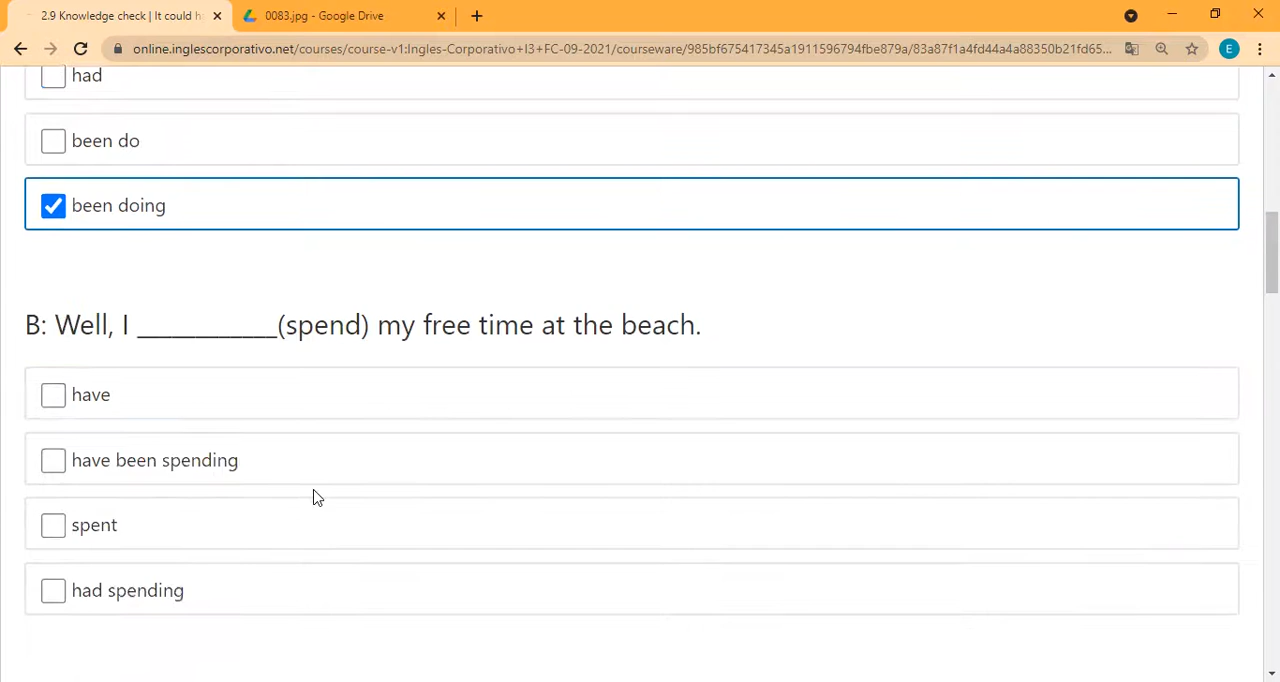 2.9 Knowledge check | It could h
0083.jpg - Google Drive
online.inglescorporativo.net/courses/course-v1:Ingles-Corporativo+I3+FC-09-2021/courseware/985bf675417345a1911596794fbe879a/83a87f1a4fd44a4a88350b21fd65...
E
had
been do
been doing
B: Well, I ____________(spend) my free time at the beach.
have
have been spending
spent
had spending